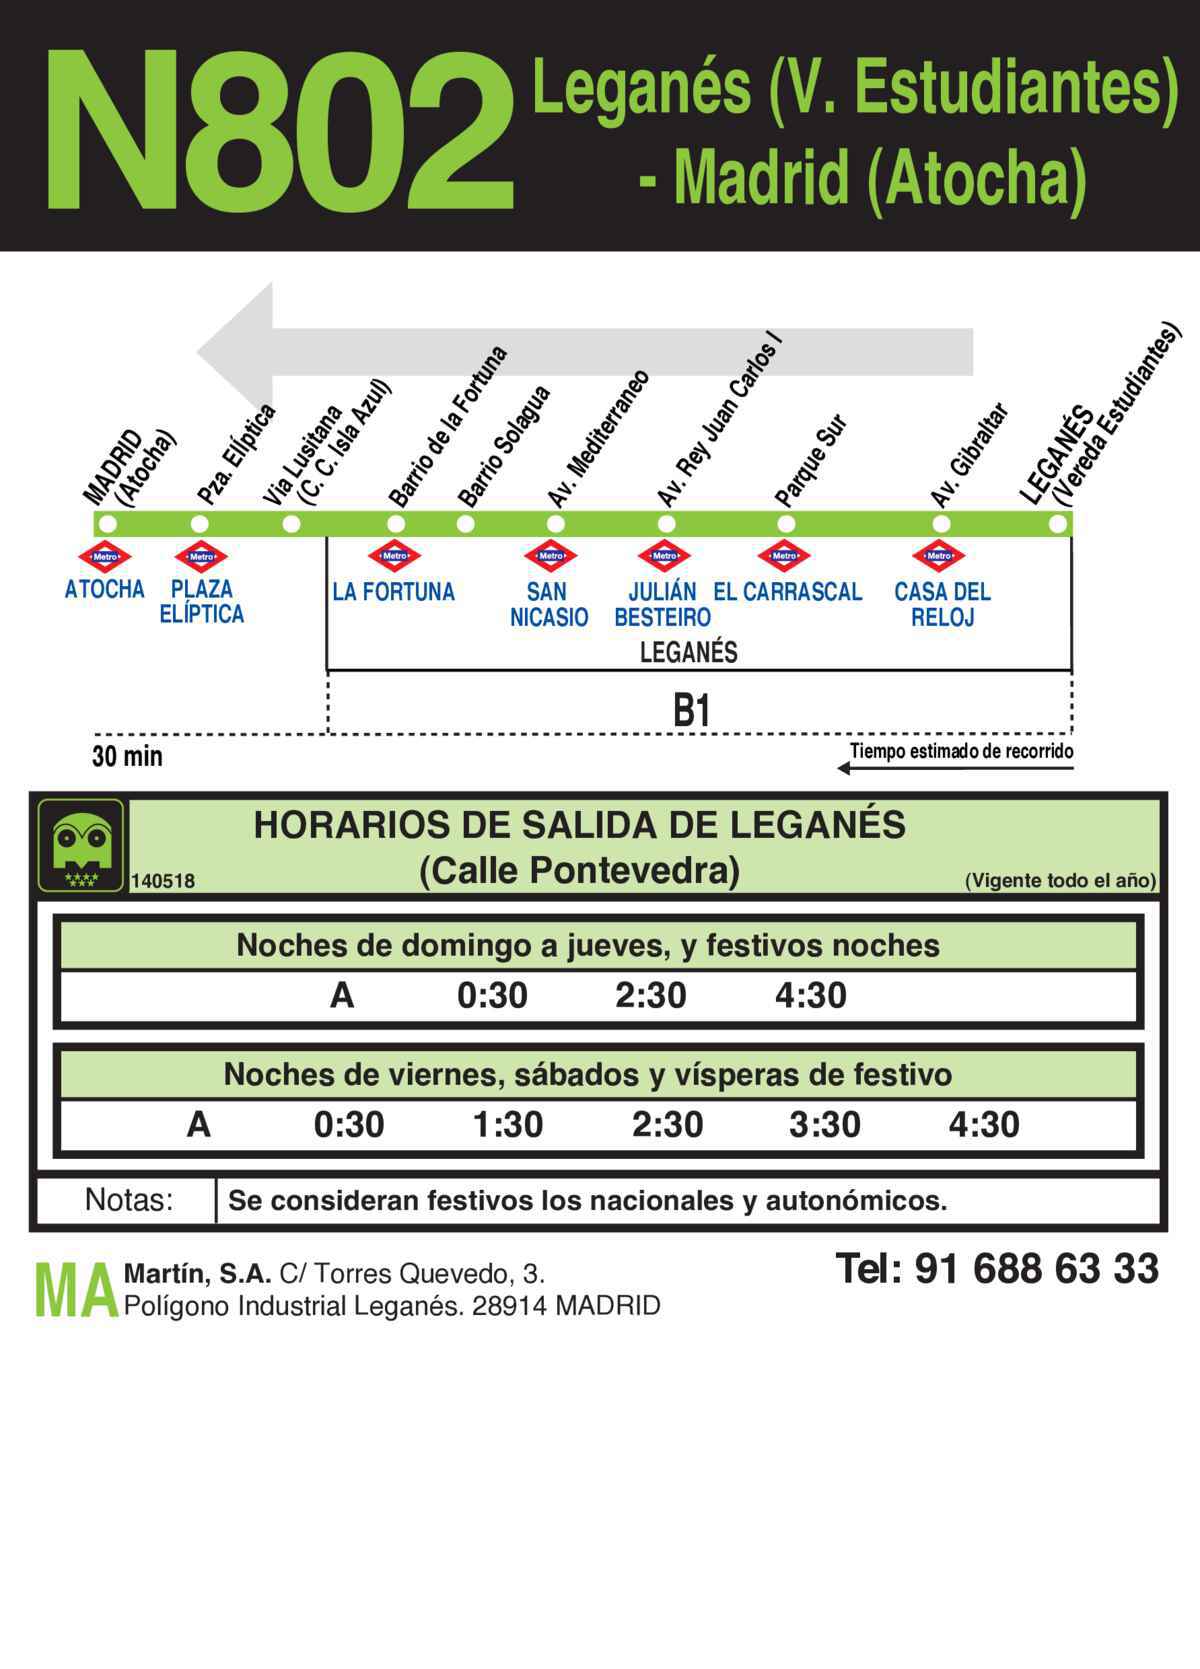 N802
Leganés (V. Estudiantes)
- Madrid (Atocha)
MADRID
(Atocha)
Pza. Elíptica
Via Lusitana
(C. C. Isla Azul)
Barrio de la Fortuna
Barrio Solagua
Av. Mediterraneo
Av. Rey Juan Carlos I
Parque Sur
Av. Gibraltar
LEGANÉS
(Vereda Estudiantes)
Metro
Metro
Metro
Metro
Metro
Metro
Metro
ATOCHA
PLAZA
ELÍPTICA
LA FORTUNA
SAN
NICASIO
JULIÁN
BESTEIRO
EL CARRASCAL
CASA DEL
RELOJ
LEGANÉS
B1
30 min
Tiempo estimado de recorrido
HORARIOS DE SALIDA DE LEGANÉS
(Calle Pontevedra)
140518
(Vigente todo el año)
Noches de domingo a jueves, y festivos noches
A 0:30 2:30 4:30
Noches de viernes, sábados y vísperas de festivo
A 0:30 1:30 2:30 3:30 4:30
Notas: Se consideran festivos los nacionales y autonómicos.
MA
Martín, S.A. C/ Torres Quevedo, 3.
Polígono Industrial Leganés. 28914 MADRID
Tel: 91 688 63 33